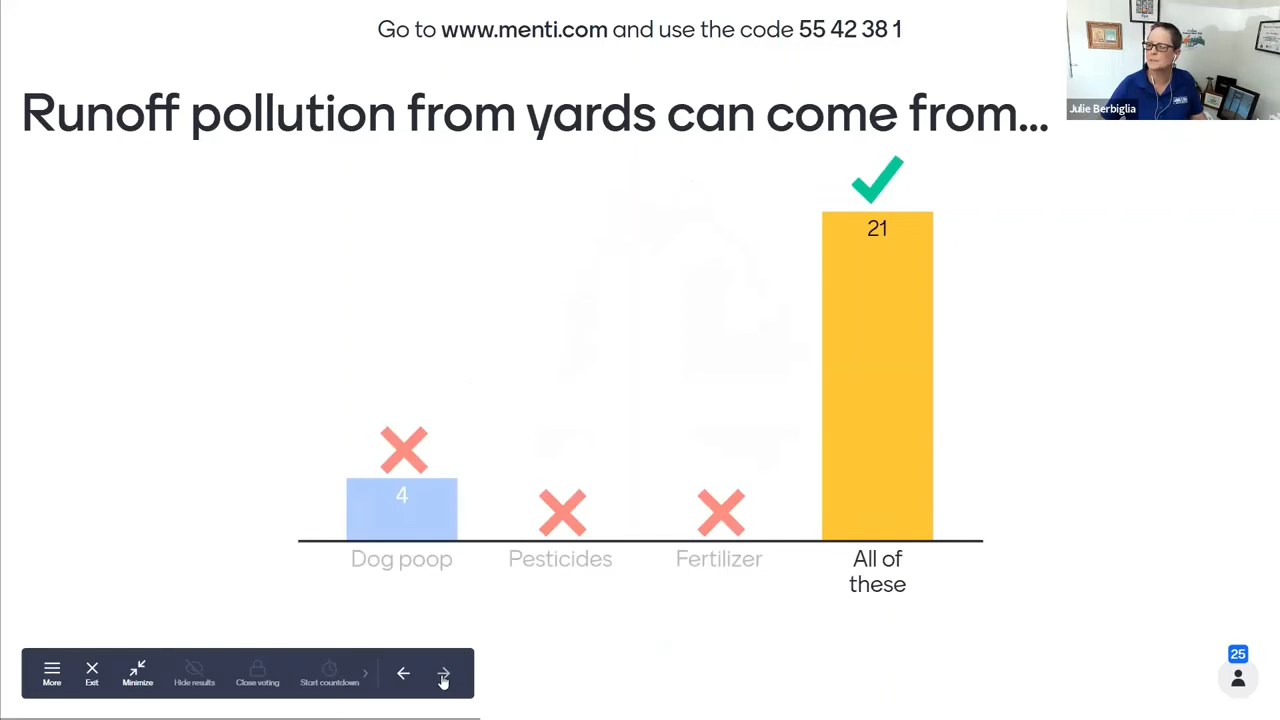 Go to www.menti.com and use the code 55 42 38 1
Julie Berbiglia
Runoff pollution from yards can come from...
21
4
Dog poop
Pesticides
Fertilizer
All of
these
More
Exit
Minimize
Hide results
Close voting
Start countdown
25